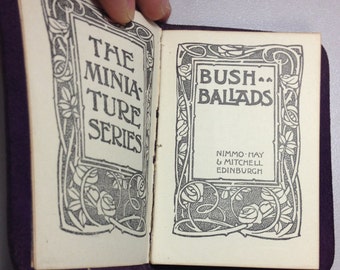 THE
MINIA-
TURE
SERIES
BUSH
BALLADS
NIMMO·HAY
& MITCHELL
EDINBURGH